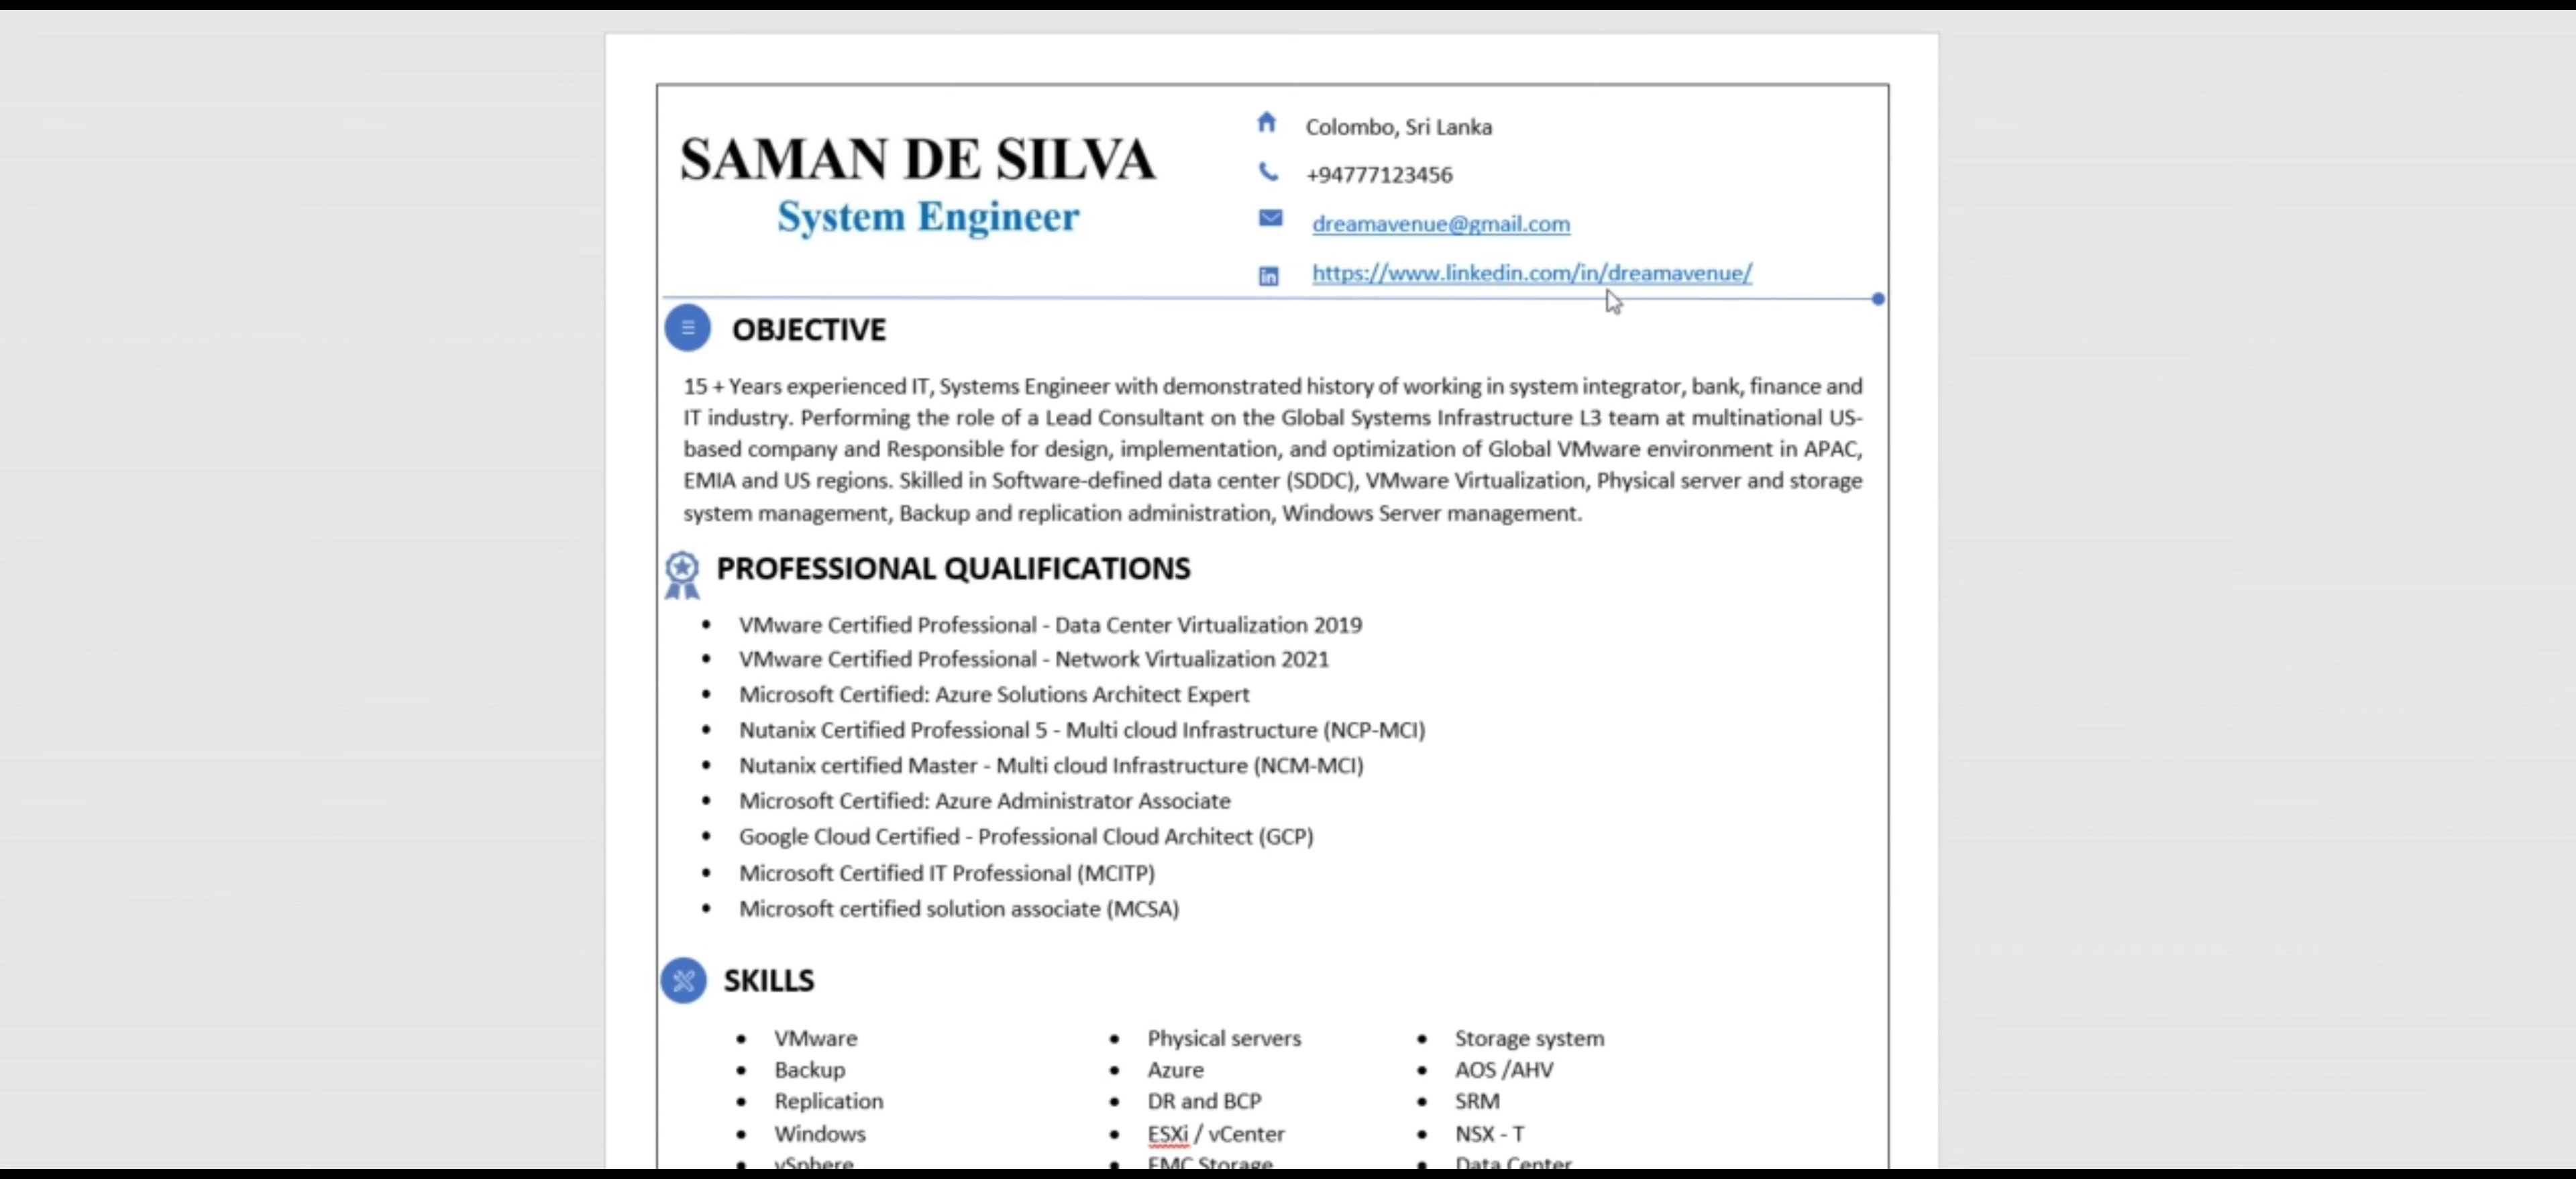 SAMAN DE SILVA
System Engineer
Colombo, Sri Lanka
+94777123456
dreamavenue@gmail.com
https://www.linkedin.com/in/dreamavenue/
OBJECTIVE
15 + Years experienced IT, Systems Engineer with demonstrated history of working in system integrator, bank, finance and
IT industry. Performing the role of a Lead Consultant on the Global Systems Infrastructure L3 team at multinational US-
based company and Responsible for design, implementation, and optimization of Global VMware environment in APAC,
EMIA and US regions. Skilled in Software-defined data center (SDDC), VMware Virtualization, Physical server and storage
system management, Backup and replication administration, Windows Server management.
PROFESSIONAL QUALIFICATIONS
• VMware Certified Professional - Data Center Virtualization 2019
• VMware Certified Professional - Network Virtualization 2021
• Microsoft Certified: Azure Solutions Architect Expert
• Nutanix Certified Professional 5 - Multi cloud Infrastructure (NCP-MCI)
• Nutanix certified Master - Multi cloud Infrastructure (NCM-MCI)
• Microsoft Certified: Azure Administrator Associate
• Google Cloud Certified - Professional Cloud Architect (GCP)
• Microsoft Certified IT Professional (MCITP)
• Microsoft certified solution associate (MCSA)
SKILLS
• VMware
• Backup
• Replication
• Windows
• vSphere
• Physical servers
• Azure
• DR and BCP
• ESXi / vCenter
• EMC Storage
• Storage system
• AOS /AHV
• SRM
• NSX - T
• Data Center